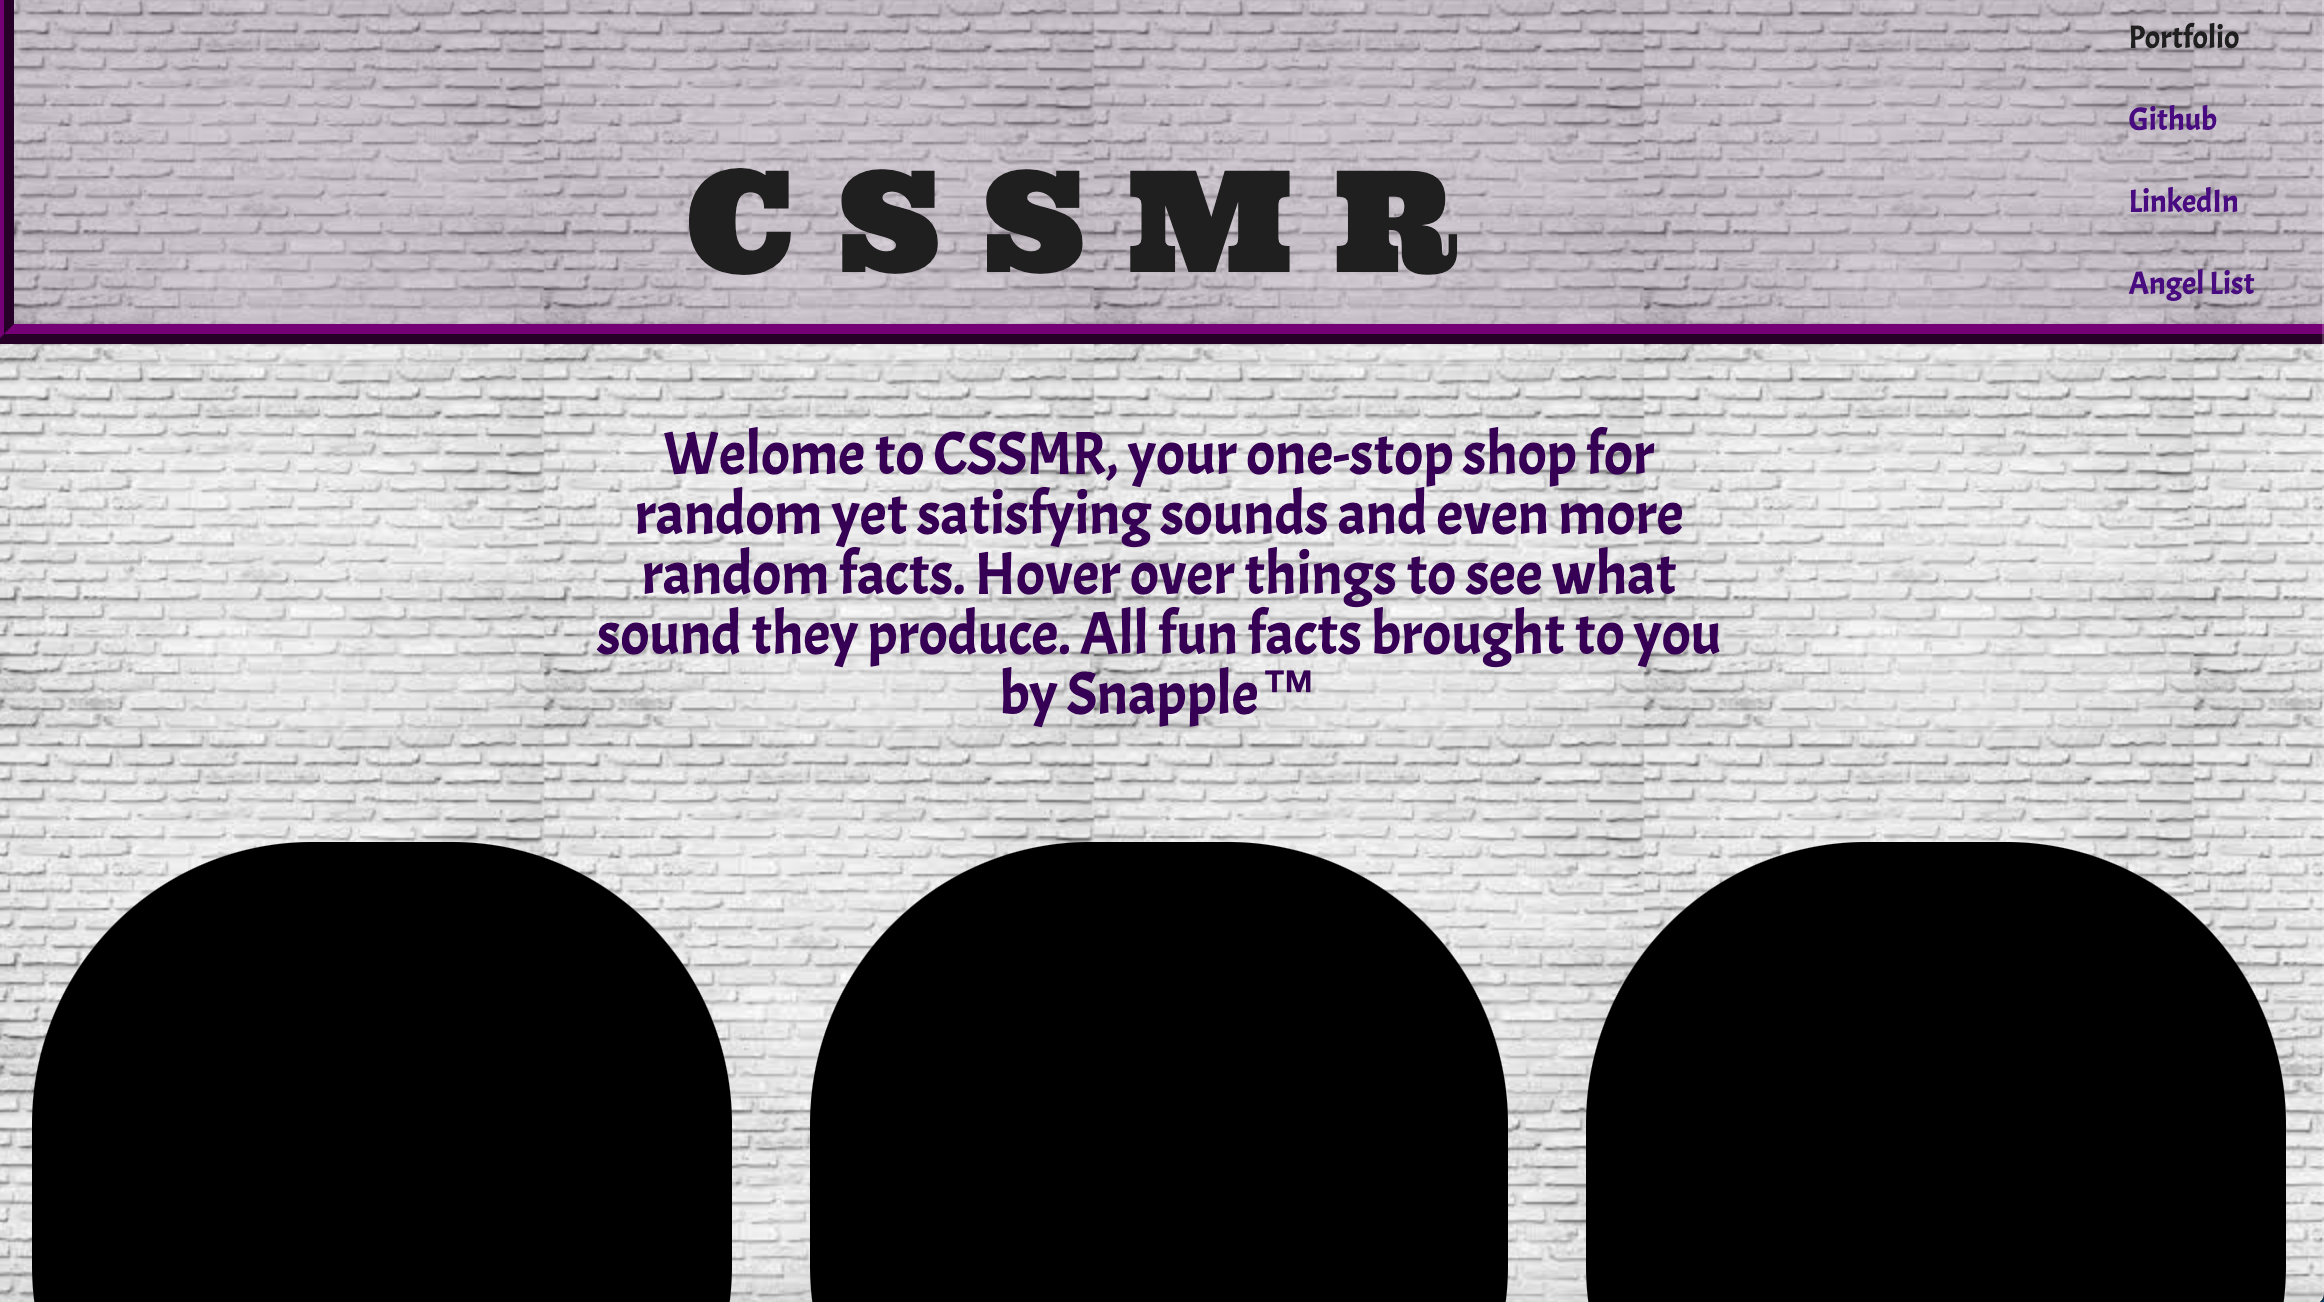 Portfolio
Github
LinkedIn
Angel List
CSSMR
Welome to CSSMR, your one-stop shop for
random yet satisfying sounds and even more
random facts. Hover over things to see what
sound they produce. All fun facts brought to you
by Snapple™